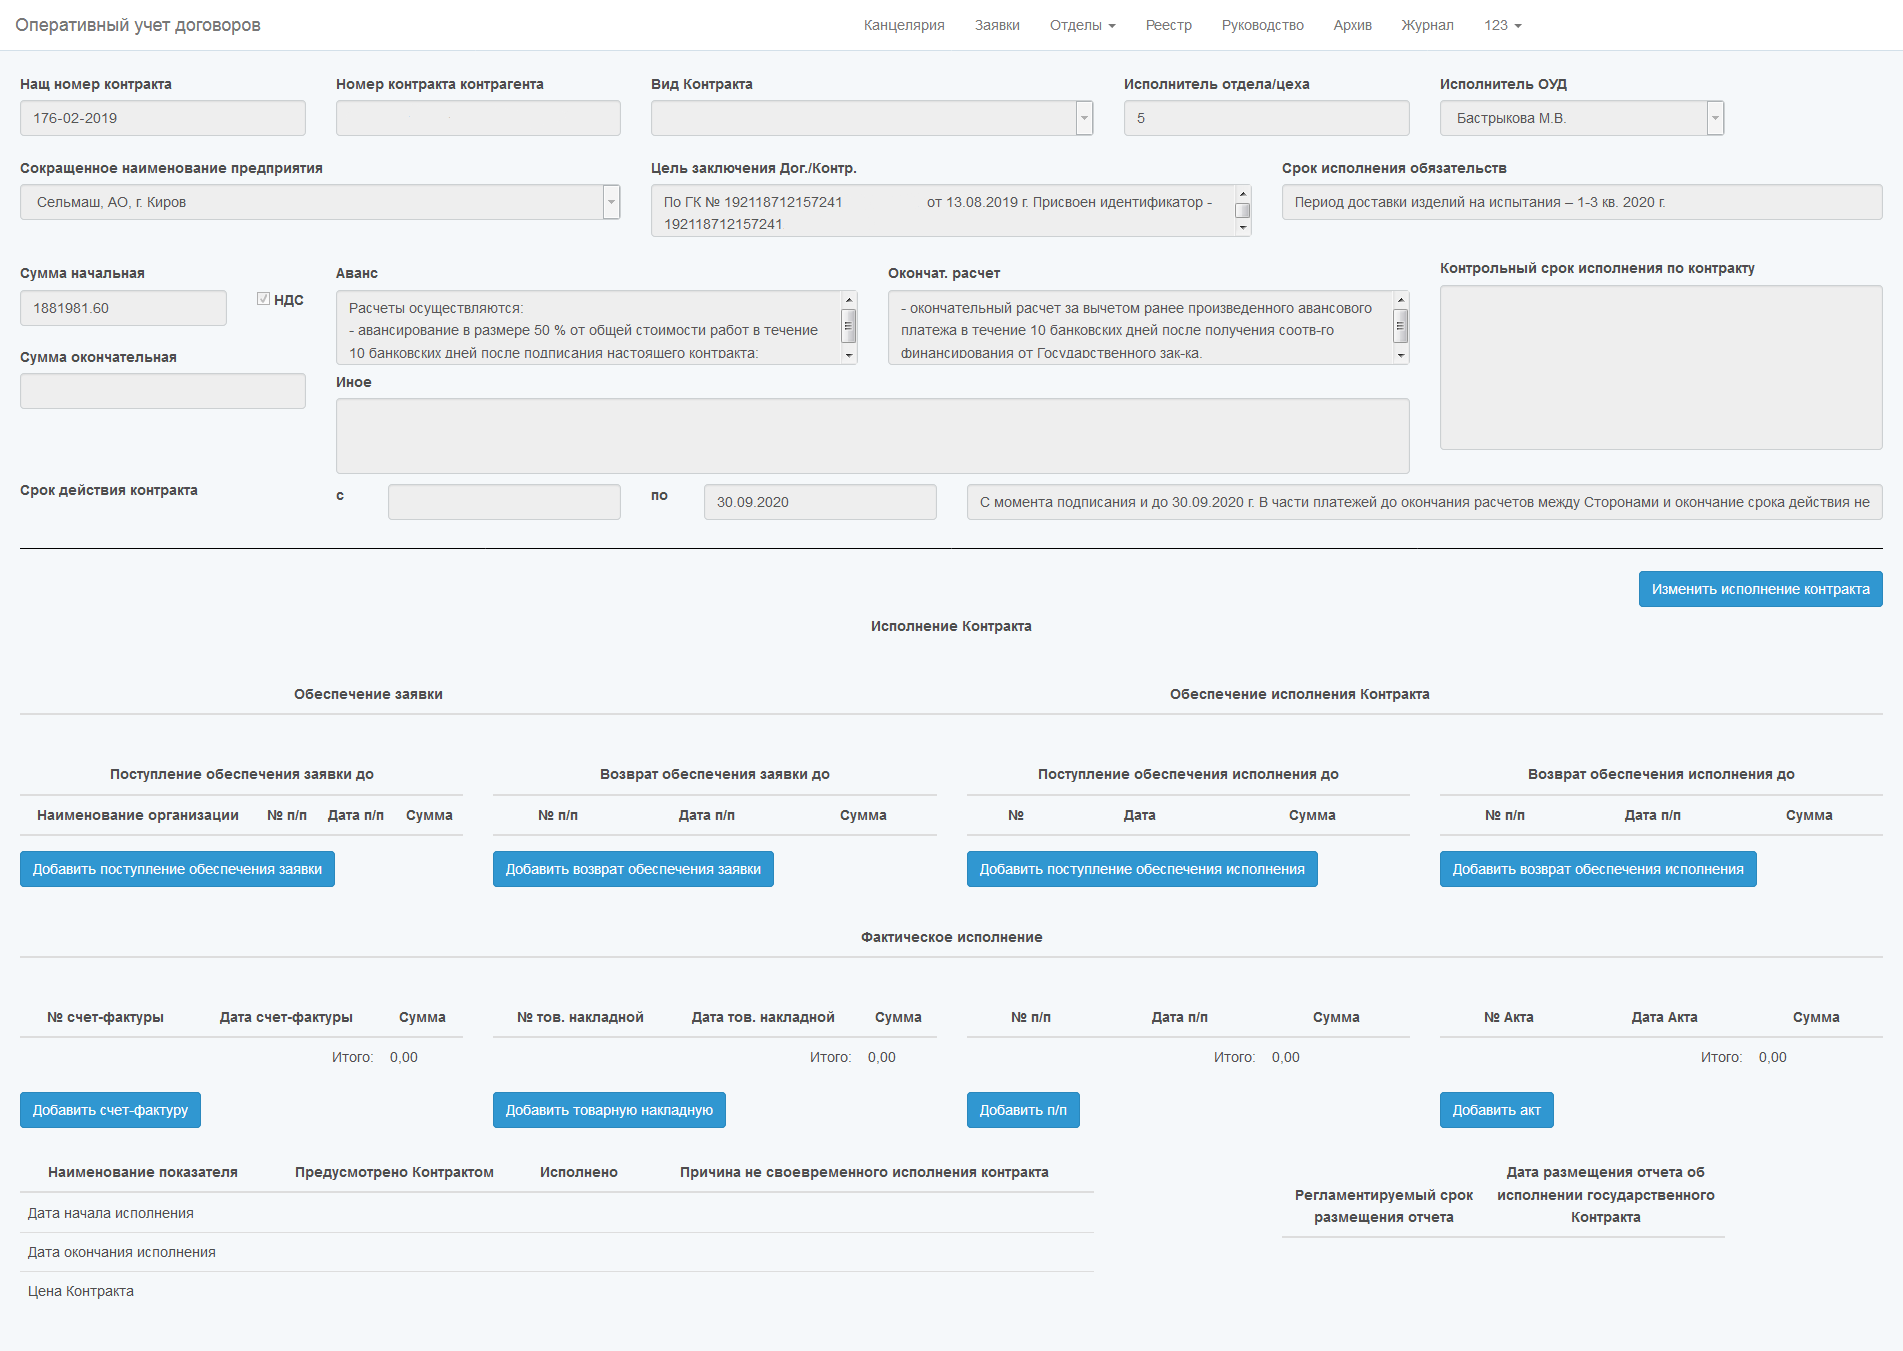 Оперативный учет договоров
Канцелярия Заявки Отделы Реестр Руководство Архив Журнал 123
Нащ номер контракта
176-02-2019
Номер контракта контрагента
Вид Контракта
Исполнитель отдела/цеха
5
Исполнитель ОУД
Бастрыкова М.В.
Сокращенное наименование предприятия
Сельмаш, АО, г. Киров
Цель заключения Дог./Контр.
По ГК № 192118712157241 от 13.08.2019 г. Присвоен идентификатор -
192118712157241
Срок исполнения обязательств
Период доставки изделий на испытания – 1-3 кв. 2020 г.
Сумма начальная
1881981.60
НДС
Сумма окончательная
Аванс
Расчеты осуществляются:
- авансирование в размере 50 % от общей стоимости работ в течение
10 банковских дней после подписания настоящего контракта:
Окончат. расчет
- окончательный расчет за вычетом ранее произведенного авансового
платежа в течение 10 банковских дней после получения соотв-го
финансирования от Государственного зак-ка.
Контрольный срок исполнения по контракту
Иное
Срок действия контракта
с
по
30.09.2020
С момента подписания и до 30.09.2020 г. В части платежей до окончания расчетов между Сторонами и окончание срока действия не
Изменить исполнение контракта
Исполнение Контракта
Обеспечение заявки
Обеспечение исполнения Контракта
Поступление обеспечения заявки до
Наименование организации № п/п Дата п/п Сумма
Добавить поступление обеспечения заявки
Возврат обеспечения заявки до
№ п/п Дата п/п Сумма
Добавить возврат обеспечения заявки
Поступление обеспечения исполнения до
№ Дата Сумма
Добавить поступление обеспечения исполнения
Возврат обеспечения исполнения до
№ п/п Дата п/п Сумма
Добавить возврат обеспечения исполнения
Фактическое исполнение
№ счет-фактуры Дата счет-фактуры Сумма
Итого: 0,00
Добавить счет-фактуру
№ тов. накладной Дата тов. накладной Сумма
Итого: 0,00
Добавить товарную накладную
№ п/п Дата п/п Сумма
Итого: 0,00
Добавить п/п
№ Акта Дата Акта Сумма
Итого: 0,00
Добавить акт
Наименование показателя Предусмотрено Контрактом Исполнено Причина не своевременного исполнения контракта
Дата начала исполнения
Дата окончания исполнения
Цена Контракта
Регламентируемый срок
размещения отчета
Дата размещения отчета об
исполнении государственного
Контракта